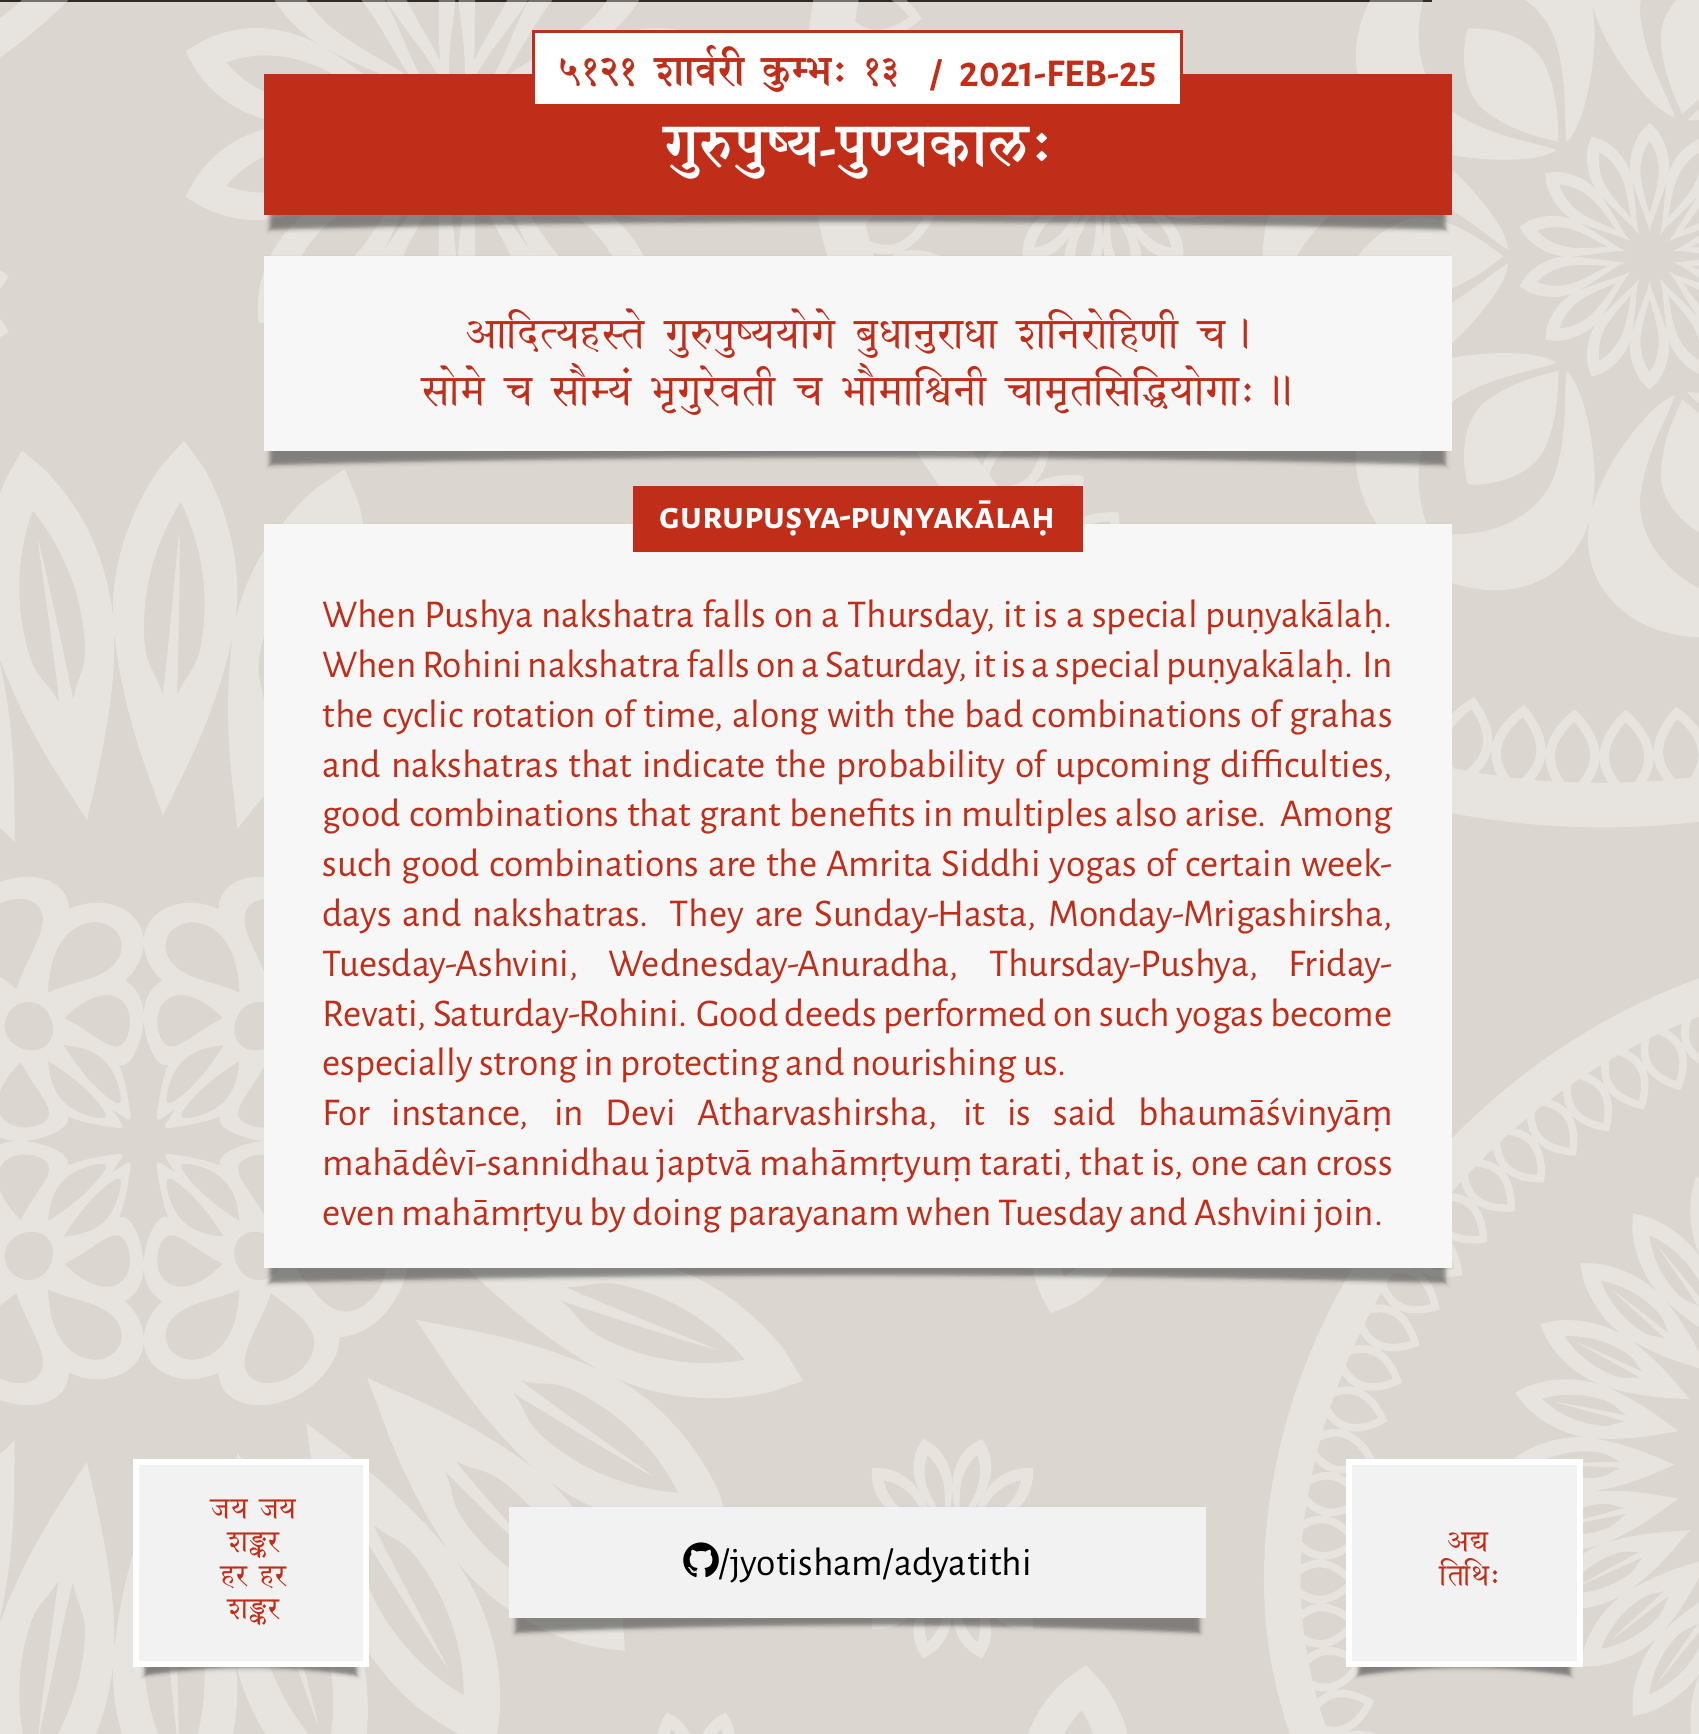 ५१२१ शार्वरी कुम्भः १३ / 2021-FEB-25
गुरुपुष्य-पुण्यकालः
आदित्यहस्ते गुरुपुष्ययोगे बुधानुराधा शनिरोहिणी च ।
सोमे च सौम्यं भृगुरेवती च भौमाश्विनी चामृतसिद्धियोगाः ॥
GURUPUṢYA-PUṆYAKĀLAḤ
When Pushya nakshatra falls on a Thursday, it is a special puṇyakālaḥ.
When Rohini nakshatra falls on a Saturday, it is a special puṇyakālaḥ. In
the cyclic rotation of time, along with the bad combinations of grahas
and nakshatras that indicate the probability of upcoming difficulties,
good combinations that grant benefits in multiples also arise. Among
such good combinations are the Amrita Siddhi yogas of certain week-
days and nakshatras. They are Sunday-Hasta, Monday-Mrigashirsha,
Tuesday-Ashvini, Wednesday-Anuradha, Thursday-Pushya, Friday-
Revati, Saturday-Rohini. Good deeds performed on such yogas become
especially strong in protecting and nourishing us.
For instance, in Devi Atharvashirsha, it is said bhaumāśvinyāṃ
mahādêvī-sannidhau japtvā mahāmṛtyuṃ tarati, that is, one can cross
even mahāmṛtyu by doing parayanam when Tuesday and Ashvini join.
जय जय
शङ्कर
हर हर
शङ्कर
/jyotisham/adyatithi
अद्य
तिथिः